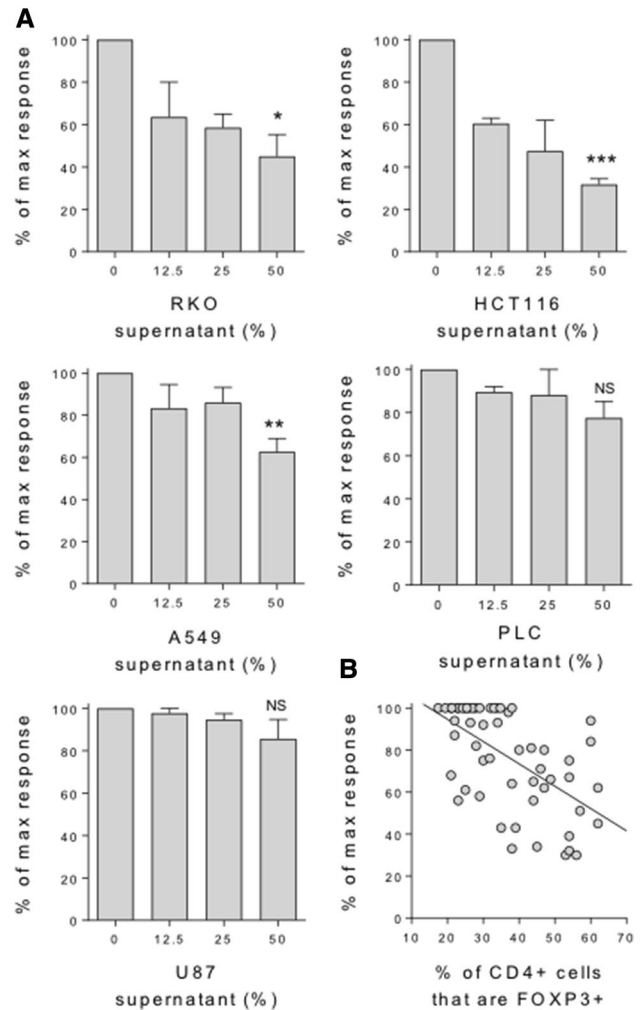 A
% of max response
100
80
60
40
20
0
*
0 12.5 25 50
RKO
supernatant (%)
% of max response
100
80
60
40
20
0
***
0 12.5 25 50
HCT116
supernatant (%)
% of max response
100
80
60
40
20
0
**
0 12.5 25 50
A549
supernatant (%)
% of max response
100
80
60
40
20
0
NS
0 12.5 25 50
PLC
supernatant (%)
% of max response
100
80
60
40
20
0
NS
0 12.5 25 50
U87
supernatant (%)
B
% of max response
100
80
60
40
20
0
10 20 30 40 50 60 70
% of CD4+ cells
that are FOXP3+